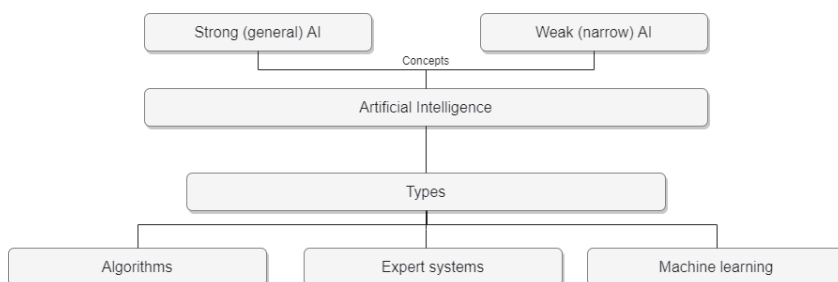 Strong (general) AI
Weak (narrow) AI
Concepts
Artificial Intelligence
Types
Algorithms
Expert systems
Machine learning